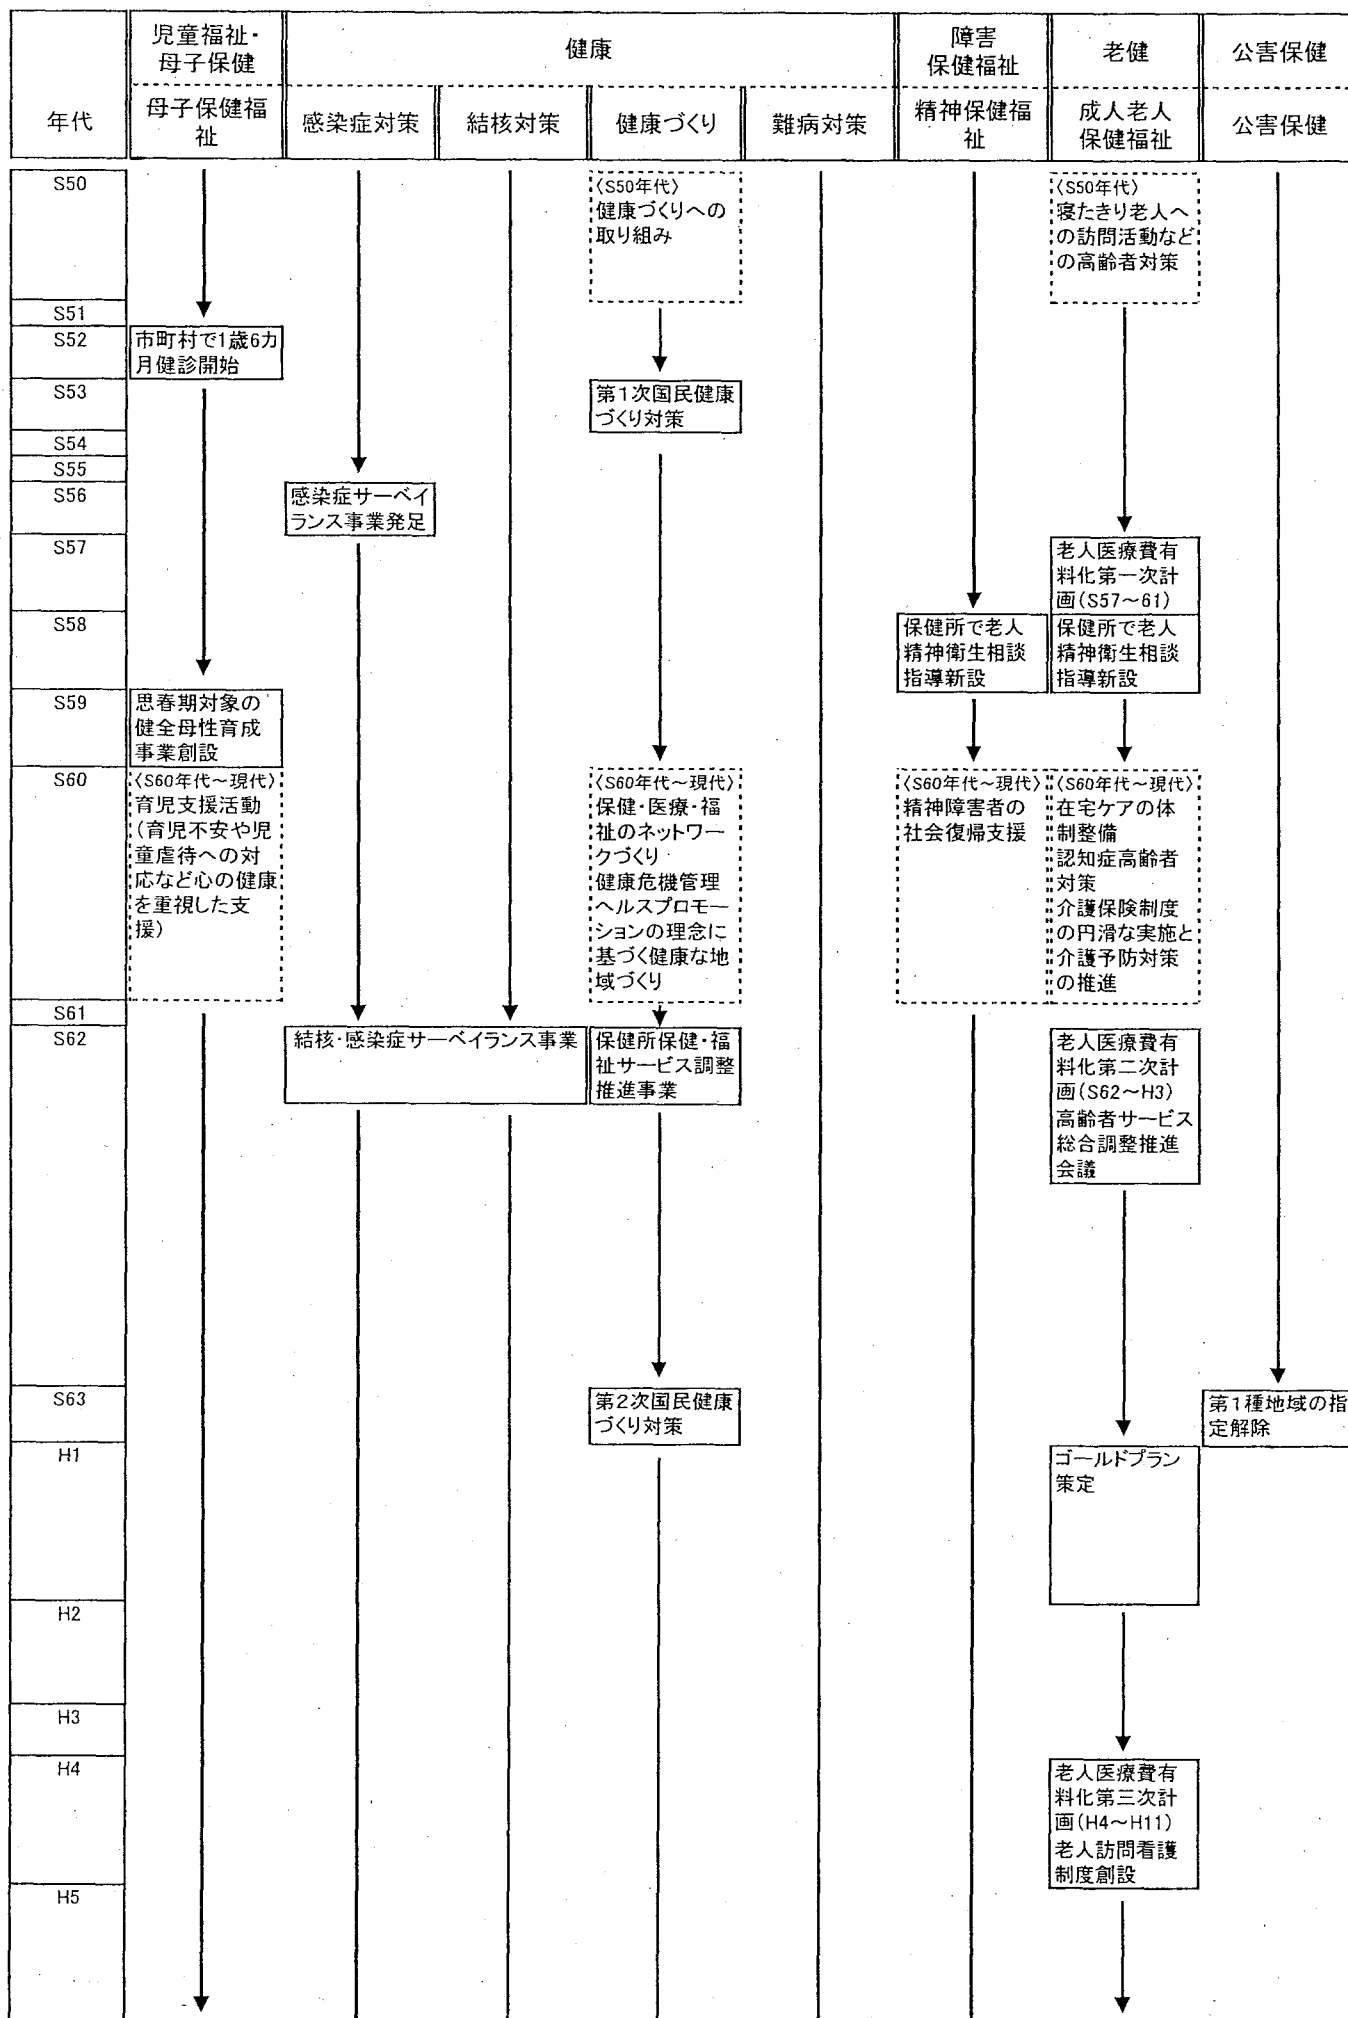 児童福祉・
母子保健
健康
障害
保健福祉
老健
公害保健
年代
母子保健福
祉
感染症対策
結核対策
健康づくり
難病対策
精神保健福
祉
成人老人
保健福祉
公害保健
S50
〈S50年代〉
健康づくりへの
取り組み
〈S50年代〉
寝たきり老人へ
の訪問活動など
の高齢者対策
S51
S52
市町村で1歳6カ
月健診開始
S53
第1次国民健康
づくり対策
S54
S55
S56
感染症サーベイ
ランス事業発足
S57
老人医療費有
料化第一次計
画(S57～61)
S58
保健所で老人
精神衛生相談
指導新設
保健所で老人
精神衛生相談
指導新設
S59
思春期対象の
健全母性育成
事業創設
S60
〈S60年代～現代〉
育児支援活動
(育児不安や児
童虐待への対
応など心の健康
を重視した支
援)
〈S60年代～現代〉
保健・医療・福
祉のネットワー
クづくり
健康危機管理
ヘルスプロモー
ションの理念に
基づく健康な地
域づくり
〈S60年代～現代〉
精神障害者の
社会復帰支援
〈S60年代～現代〉
在宅ケアの体
制整備
認知症高齢者
対策
介護保険制度
の円滑な実施と
介護予防対策
の推進
S61
S62
結核・感染症サーベイランス事業
保健所保健・福
祉サービス調整
推進事業
老人医療費有
料化第二次計
画(S62～H3)
高齢者サービス
総合調整推進
会議
S63
第2次国民健康
づくり対策
第1種地域の指
定解除
H1
ゴールドプラン
策定
H2
H3
H4
老人医療費有
料化第三次計
画(H4～H11)
老人訪問看護
制度創設
H5